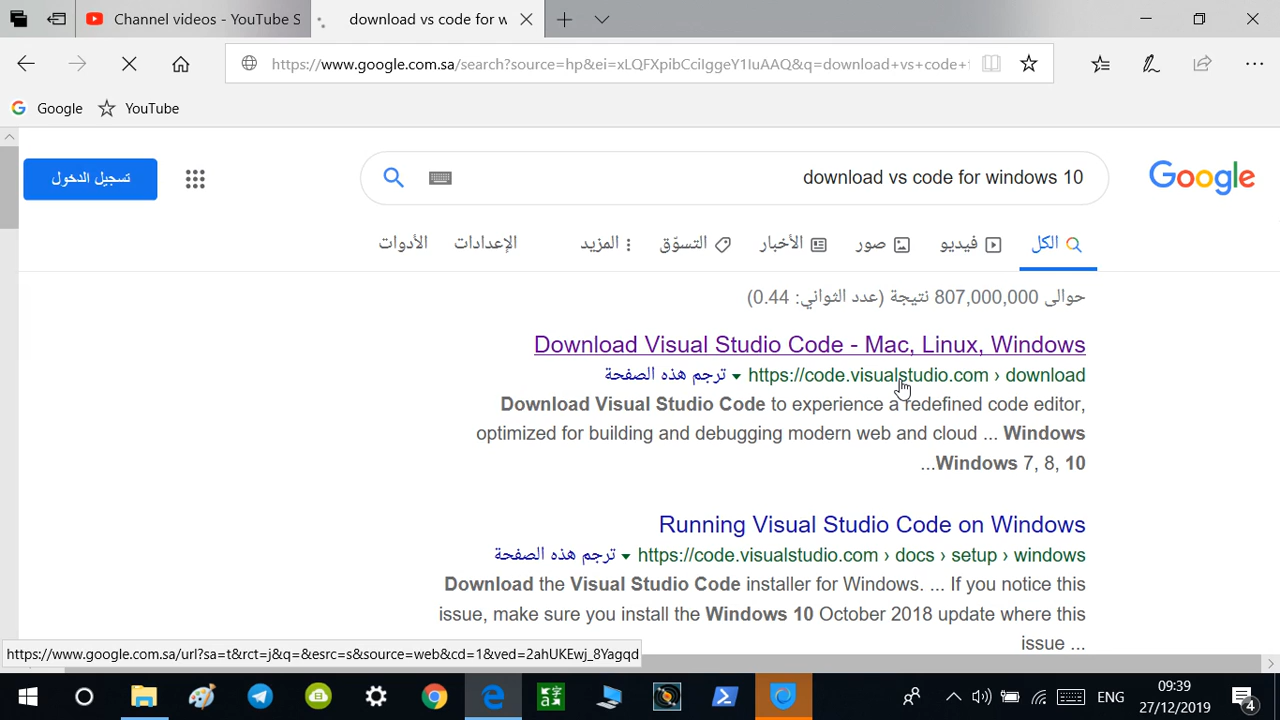 Channel videos - YouTube S
download vs code for w
https://www.google.com.sa/search?source=hp&ei=xLQFXpibCciIggeY1IuAAQ&q=download+vs+code+
Google
YouTube
تسجيل الدخول
download vs code for windows 10
Google
الكل
فيديو
صور
الأخبار
التسوّق
المزيد
الإعدادات
الأدوات
حوالى 807,000,000 نتيجة (عدد الثواني: 0.44)
Download Visual Studio Code - Mac, Linux, Windows
https://code.visualstudio.com › download ترجم هذه الصفحة
Download Visual Studio Code to experience a redefined code editor,
optimized for building and debugging modern web and cloud ... Windows
...Windows 7, 8, 10
Running Visual Studio Code on Windows
https://code.visualstudio.com › docs › setup › windows ترجم هذه الصفحة
Download the Visual Studio Code installer for Windows. ... If you notice this
issue, make sure you install the Windows 10 October 2018 update where this
issue ...
https://www.google.com.sa/url?sa=t&rct=j&q=&esrc=s&source=web&cd=1&ved=2ahUKEwj_8Yagqd
ENG
09:39
27/12/2019
4